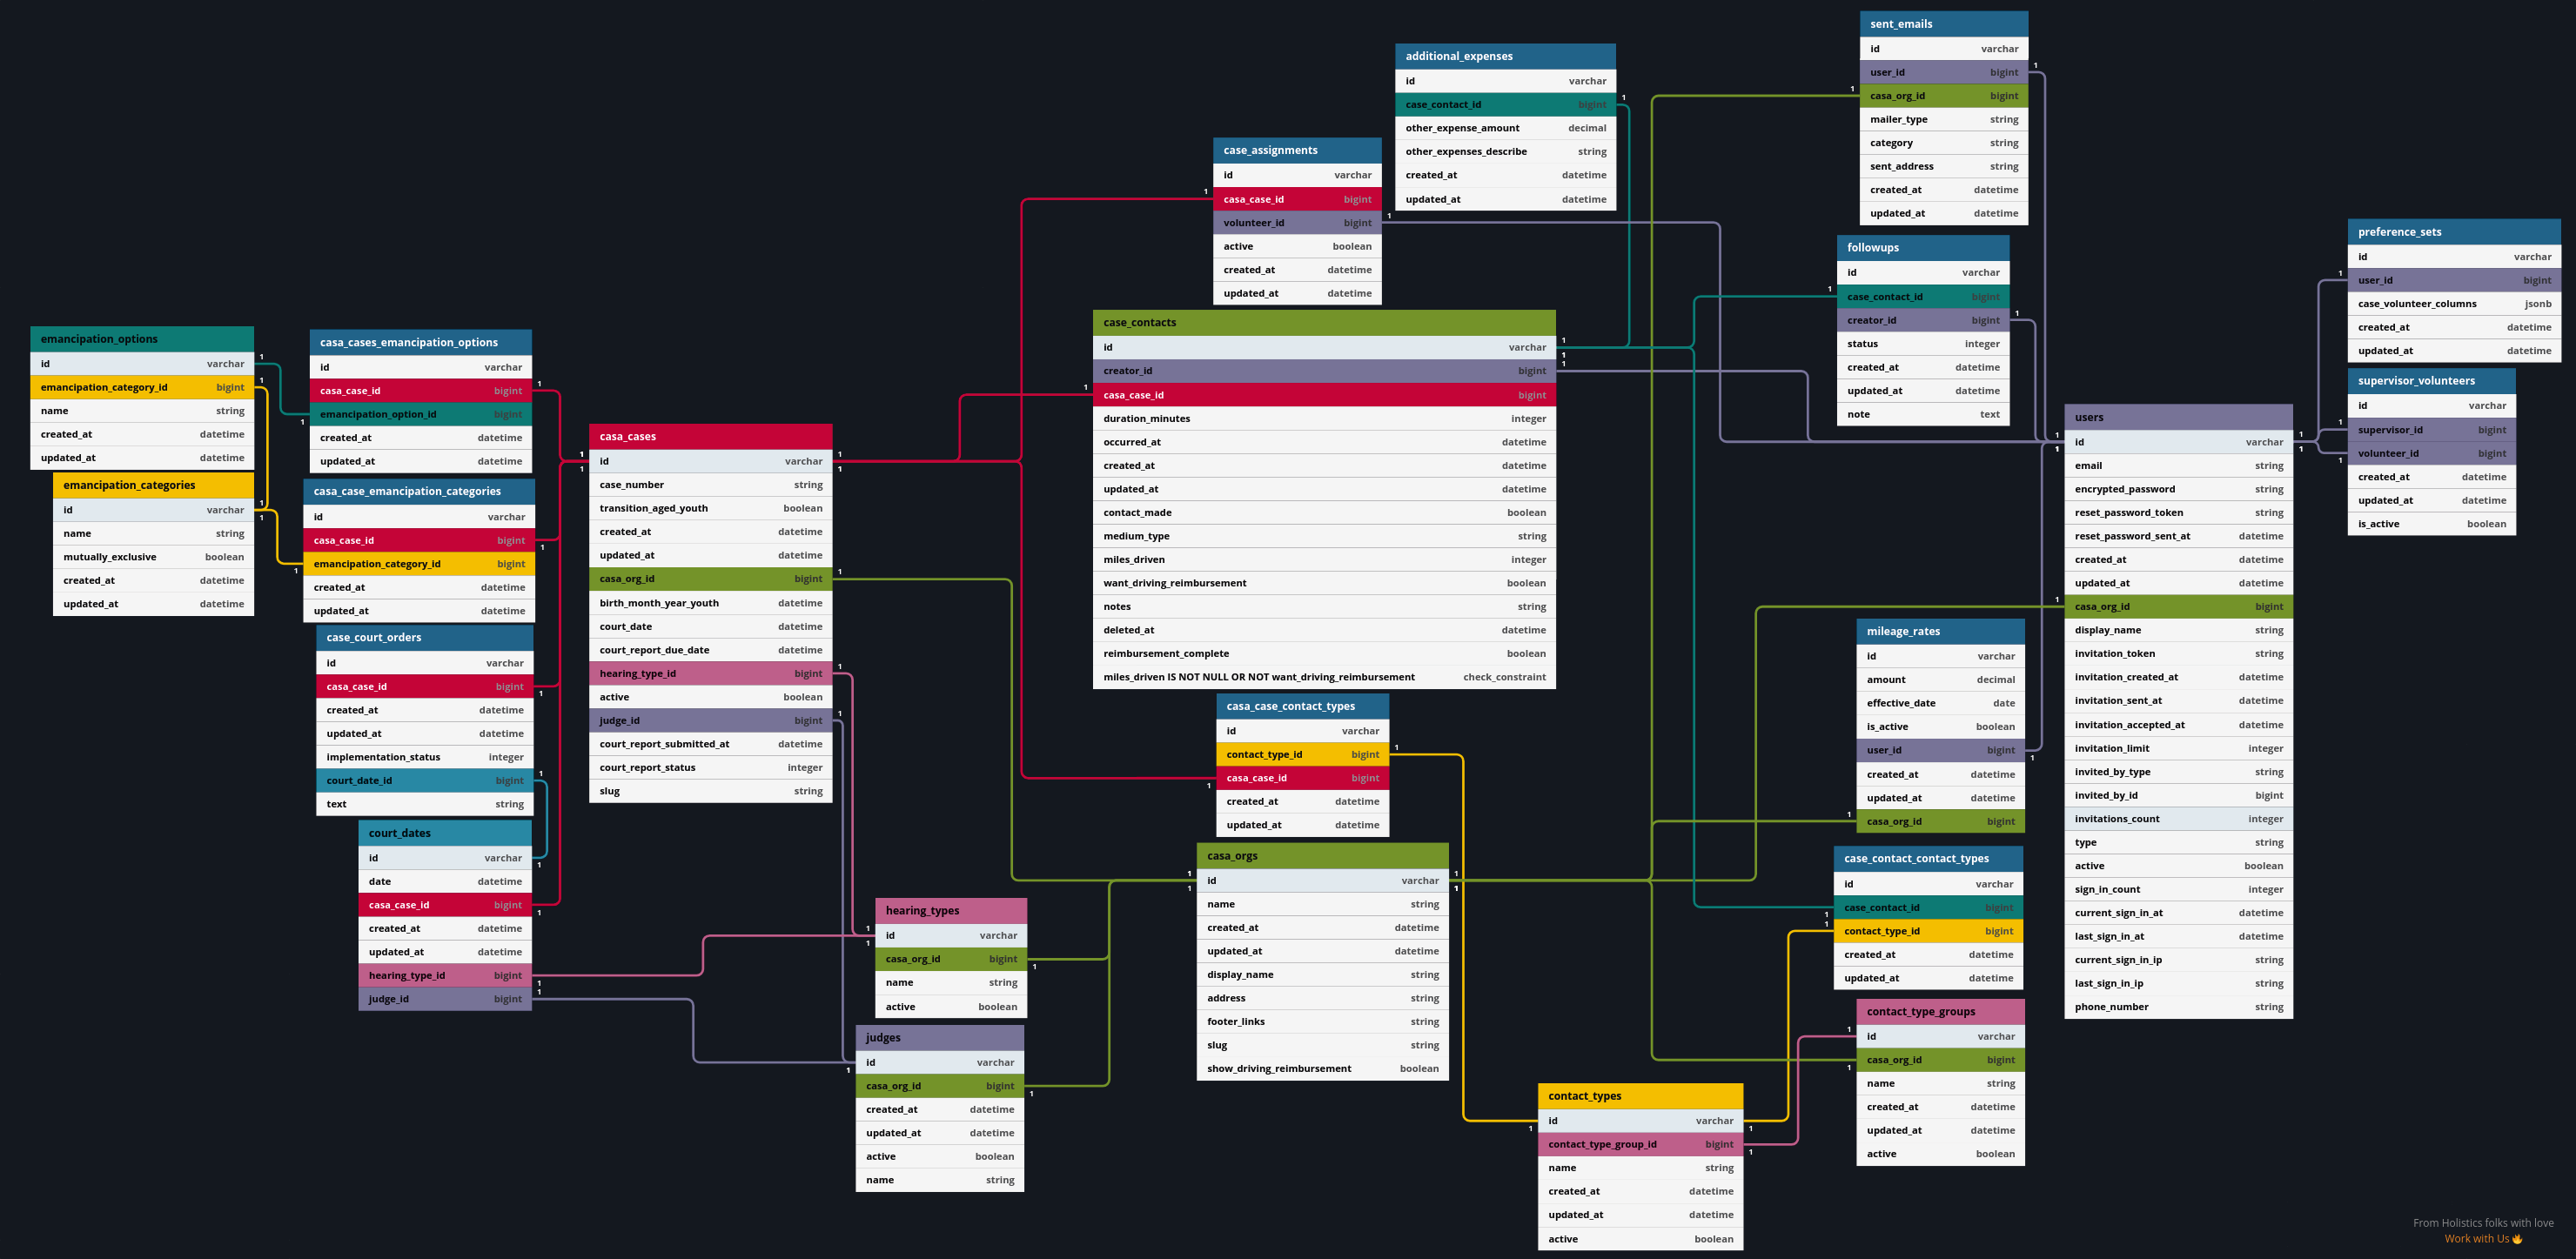 sent_emails
id varchar
user_id bigint
casa_org_id bigint
mailer_type string
category string
sent_address string
created_at datetime
updated_at datetime
additional_expenses
id varchar
case_contact_id bigint
other_expense_amount decimal
other_expenses_describe string
created_at datetime
updated_at datetime
case_assignments
id varchar
casa_case_id bigint
volunteer_id bigint
active boolean
created_at datetime
updated_at datetime
followups
id varchar
case_contact_id bigint
creator_id bigint
status integer
created_at datetime
updated_at datetime
note text
preference_sets
id varchar
user_id bigint
case_volunteer_columns jsonb
created_at datetime
updated_at datetime
supervisor_volunteers
id varchar
supervisor_id bigint
volunteer_id bigint
created_at datetime
updated_at datetime
is_active boolean
emancipation_options
id varchar
emancipation_category_id bigint
name string
created_at datetime
updated_at datetime
emancipation_categories
id varchar
name string
mutually_exclusive boolean
created_at datetime
updated_at datetime
casa_cases_emancipation_options
id varchar
casa_case_id bigint
emancipation_option_id bigint
created_at datetime
updated_at datetime
casa_case_emancipation_categories
id varchar
casa_case_id bigint
emancipation_category_id bigint
created_at datetime
updated_at datetime
case_court_orders
id varchar
casa_case_id bigint
created_at datetime
updated_at datetime
implementation_status integer
court_date_id bigint
text string
court_dates
id varchar
date datetime
casa_case_id bigint
created_at datetime
updated_at datetime
hearing_type_id bigint
judge_id bigint
casa_cases
id varchar
case_number string
transition_aged_youth boolean
created_at datetime
updated_at datetime
casa_org_id bigint
birth_month_year_youth datetime
court_date datetime
court_report_due_date datetime
hearing_type_id bigint
active boolean
judge_id bigint
court_report_submitted_at datetime
court_report_status integer
slug string
case_contacts
id varchar
creator_id bigint
casa_case_id bigint
duration_minutes integer
occurred_at datetime
created_at datetime
updated_at datetime
contact_made boolean
medium_type string
miles_driven integer
want_driving_reimbursement boolean
notes string
deleted_at datetime
reimbursement_complete boolean
miles_driven IS NOT NULL OR NOT want_driving_reimbursement check_constraint
casa_case_contact_types
id varchar
contact_type_id bigint
casa_case_id bigint
created_at datetime
updated_at datetime
casa_orgs
id varchar
name string
created_at datetime
updated_at datetime
display_name string
address string
footer_links string
slug string
show_driving_reimbursement boolean
hearing_types
id varchar
casa_org_id bigint
name string
active boolean
judges
id varchar
casa_org_id bigint
created_at datetime
updated_at datetime
active boolean
name string
users
id varchar
email string
encrypted_password string
reset_password_token string
reset_password_sent_at datetime
created_at datetime
updated_at datetime
casa_org_id bigint
display_name string
invitation_token string
invitation_created_at datetime
invitation_sent_at datetime
invitation_accepted_at datetime
invitation_limit integer
invited_by_type string
invited_by_id bigint
invitations_count integer
type string
active boolean
sign_in_count integer
current_sign_in_at datetime
last_sign_in_at datetime
current_sign_in_ip string
last_sign_in_ip string
phone_number string
mileage_rates
id varchar
amount decimal
effective_date date
is_active boolean
user_id bigint
created_at datetime
updated_at datetime
casa_org_id bigint
case_contact_contact_types
id varchar
case_contact_id bigint
contact_type_id bigint
created_at datetime
updated_at datetime
contact_type_groups
id varchar
casa_org_id bigint
name string
created_at datetime
updated_at datetime
active boolean
contact_types
id varchar
contact_type_group_id bigint
name string
created_at datetime
updated_at datetime
active boolean
From Holistics folks with love
Work with Us🔥